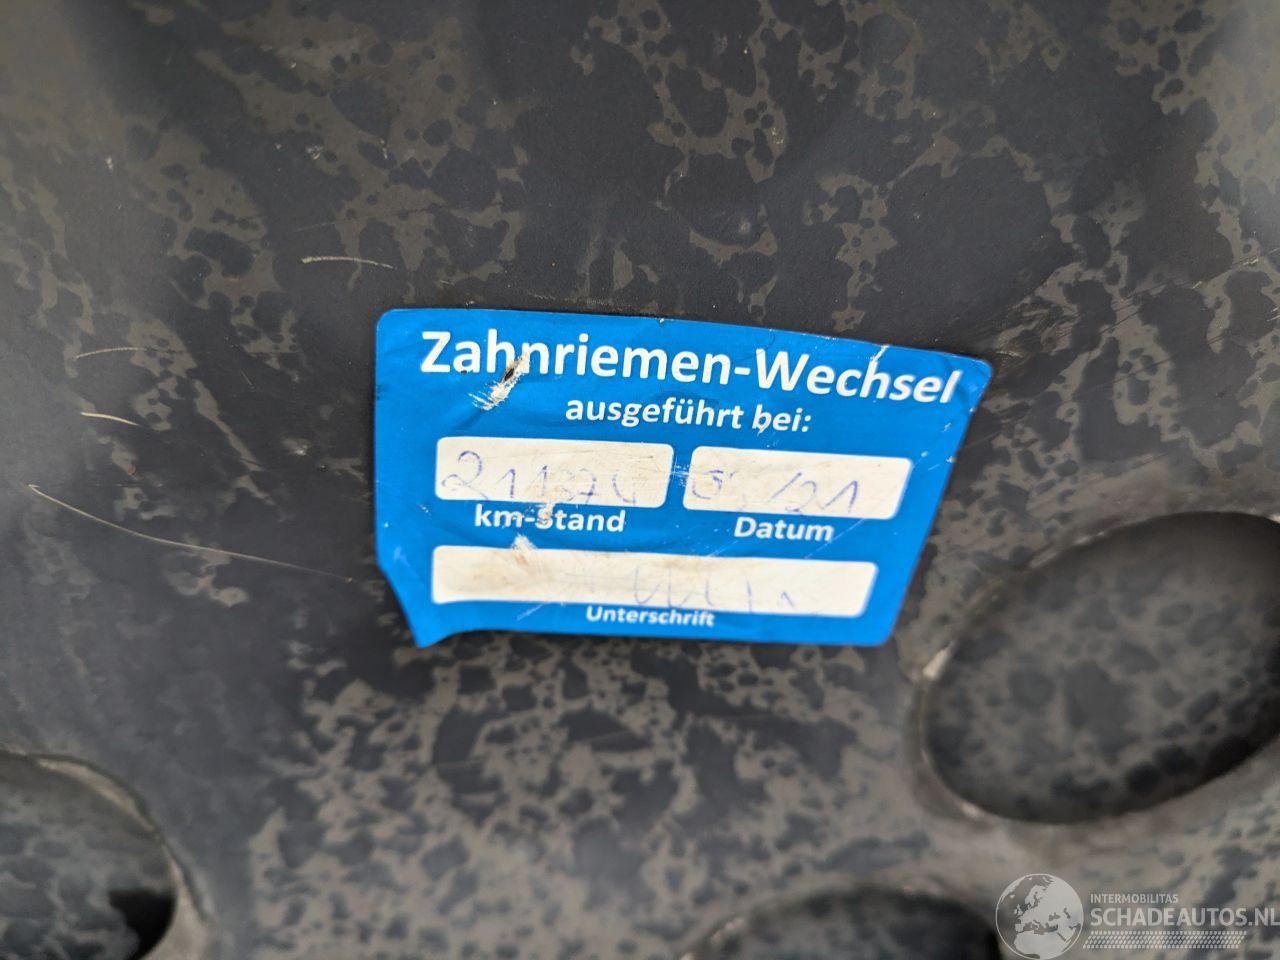 Zahnriemen-Wechsel
ausgeführt bei:
km-Stand Datum
Unterschrift
INTERMOBILITAS
SCHADEAUTOS.NL